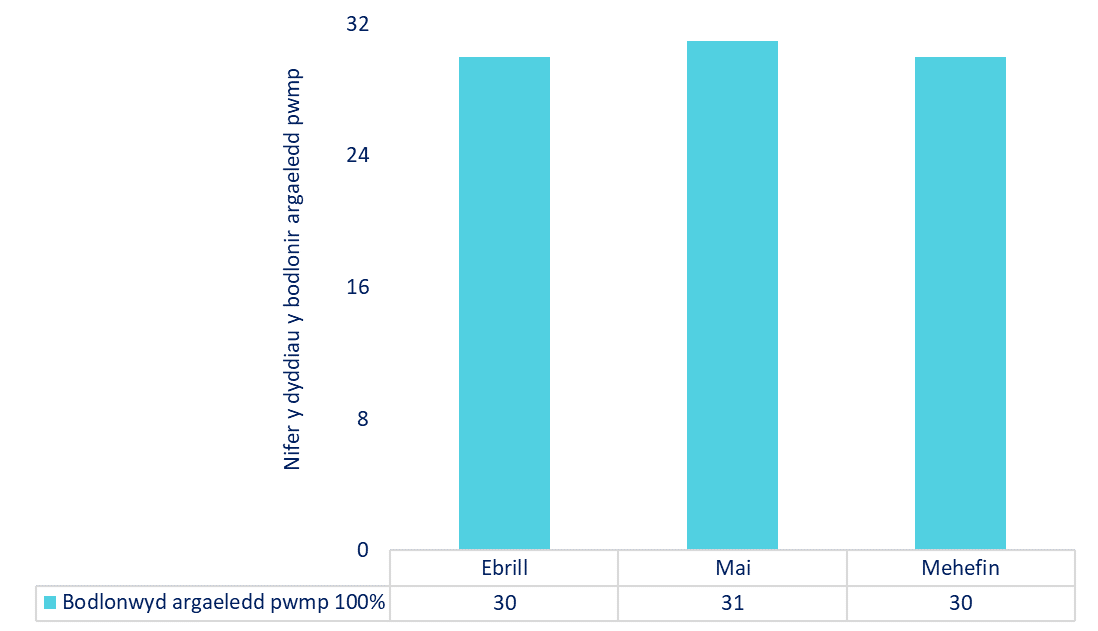 Nifer y dyddiau y bodlonir argaeledd pwmp
32
24
16
8
0
Ebrill Mai Mehefin
Bodlonwyd argaeledd pwmp 100% 30 31 30